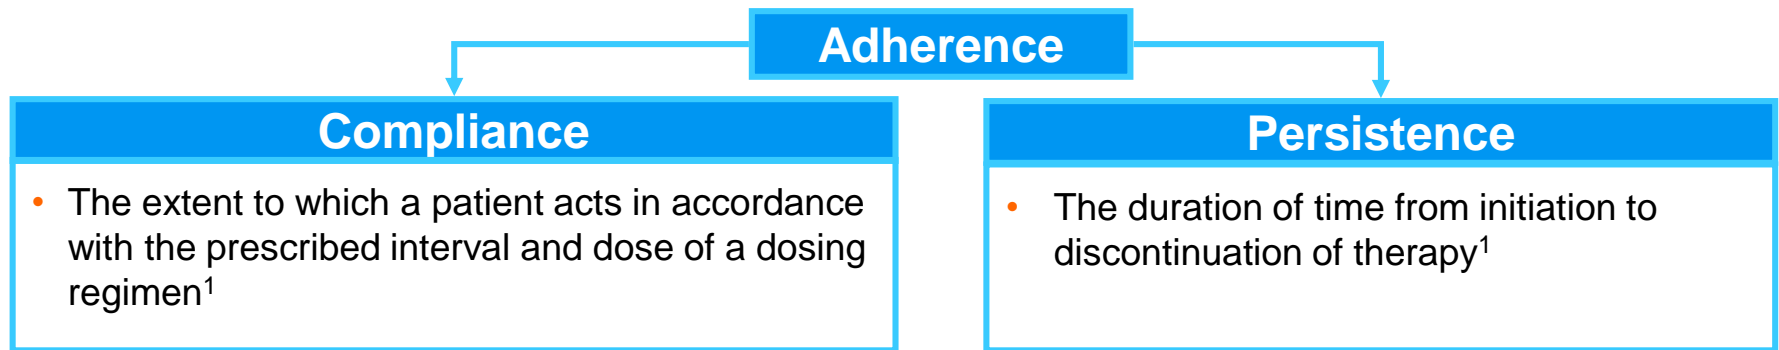 Adherence
Compliance
• The extent to which a patient acts in accordance
with the prescribed interval and dose of a dosing
regimen¹
Persistence
• The duration of time from initiation to
discontinuation of therapy¹